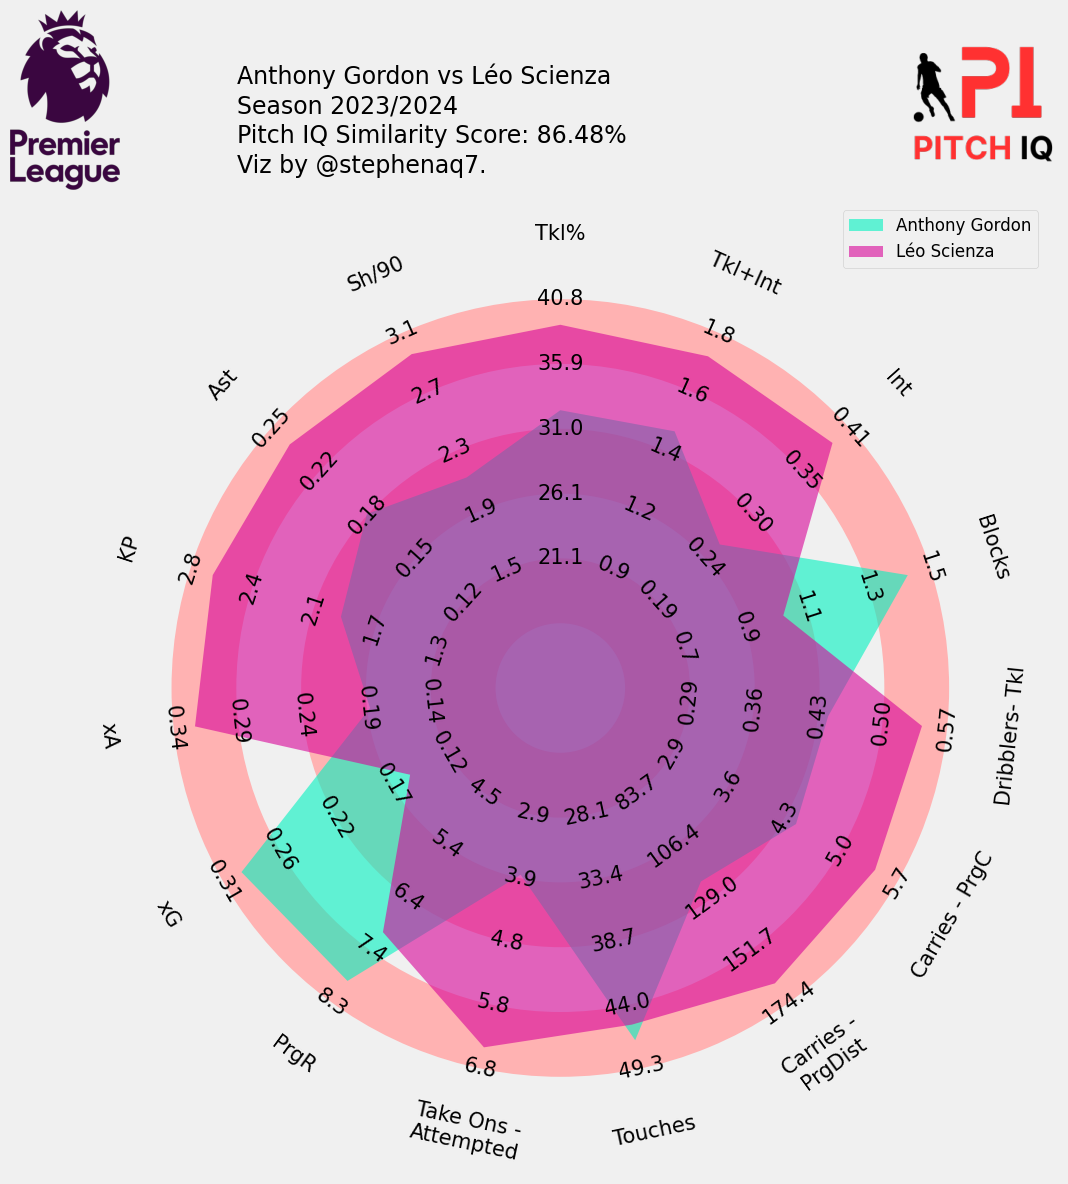 Premier
League
Anthony Gordon vs Léo Scienza
Season 2023/2024
Pitch IQ Similarity Score: 86.48%
Viz by @stephenaq7.
PI
PITCH IQ
Anthony Gordon
Léo Scienza
Tkl%
40.8
35.9
31.0
26.1
21.1
Tkl+Int
1.8
1.6
1.4
1.2
0.9
Int
0.41
0.35
0.30
0.24
0.19
Blocks
1.5
1.3
1.1
0.9
0.7
Dribblers- Tkl
0.57
0.50
0.43
0.36
0.29
Carries - PrgC
5.7
5.0
4.3
3.6
2.9
Carries -
PrgDist
174.4
151.7
129.0
106.4
83.7
Touches
49.3
44.0
38.7
33.4
28.1
Take Ons -
Attempted
6.8
5.8
4.8
3.9
2.9
PrgR
8.3
7.4
6.4
5.4
4.5
xG
0.31
0.26
0.22
0.17
0.12
xA
0.34
0.29
0.24
0.19
0.14
KP
2.8
2.4
2.1
1.7
1.3
Ast
0.25
0.22
0.18
0.15
0.12
Sh/90
3.1
2.7
2.3
1.9
1.5